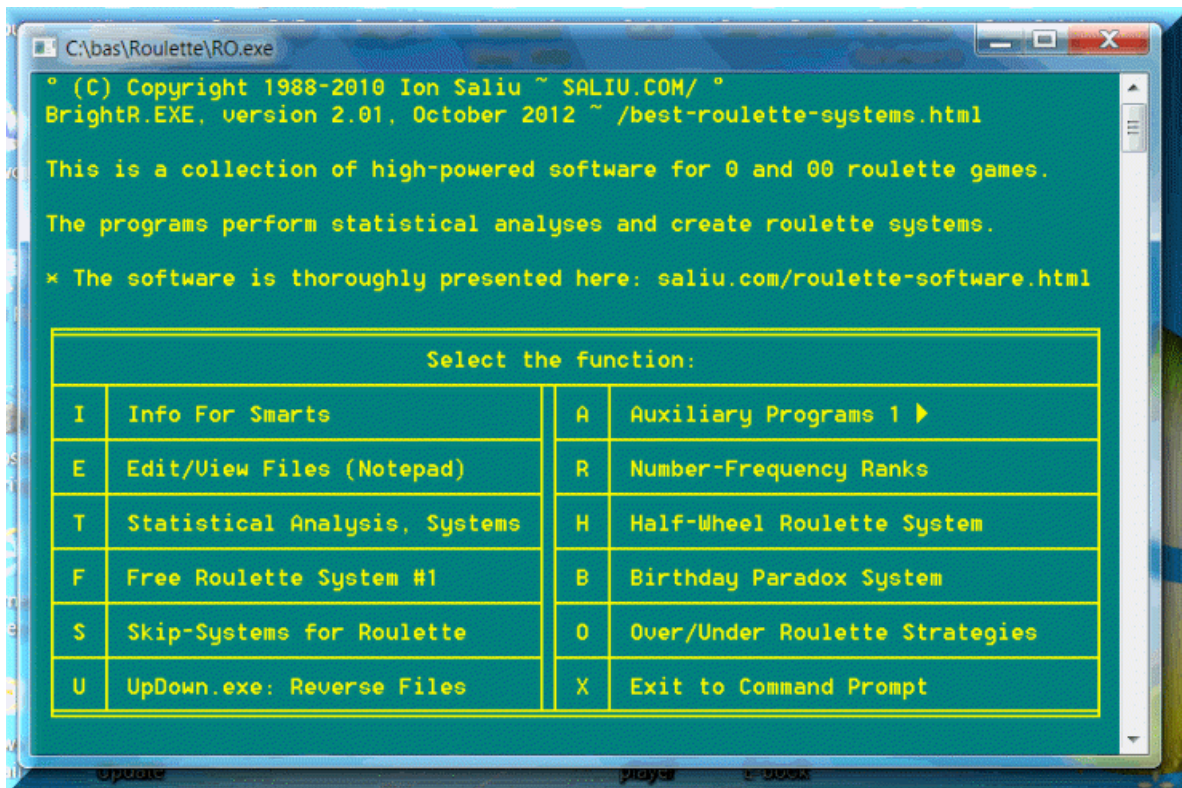 C:\bas\Roulette\RO.exe
° (C) Copyright 1988-2010 Ion Saliu ~ SALIU.COM/ °
BrightR.EXE, version 2.01, October 2012 ~ /best-roulette-systems.html
This is a collection of high-powered software for 0 and 00 roulette games.
The programs perform statistical analyses and create roulette systems.
* The software is thoroughly presented here: saliu.com/roulette-software.html
Select the function:
I Info For Smarts
A Auxiliary Programs 1 ►
E Edit/View Files (Notepad)
R Number-Frequency Ranks
T Statistical Analysis, Systems
H Half-Wheel Roulette System
F Free Roulette System #1
B Birthday Paradox System
S Skip-Systems for Roulette
O Over/Under Roulette Strategies
U UpDown.exe: Reverse Files
X Exit to Command Prompt
update
player